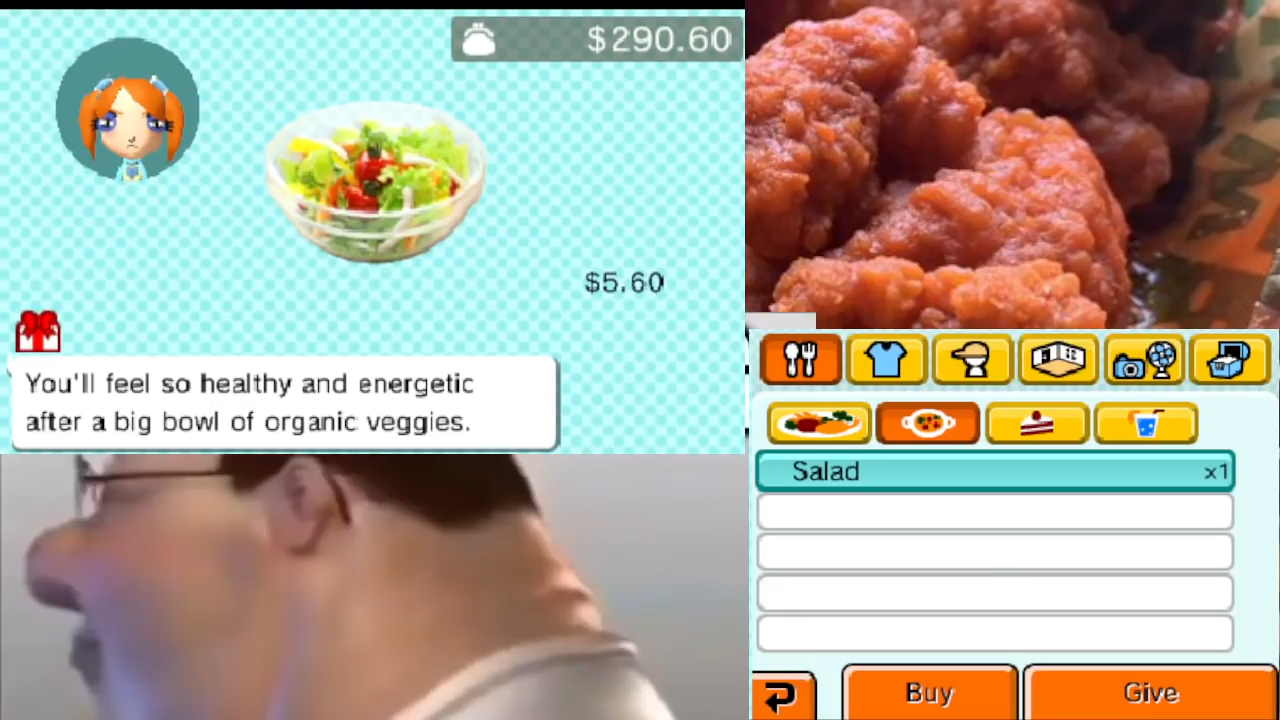 $290.60
$5.60
You'll feel so healthy and energetic
after a big bowl of organic veggies.
Salad x1
Buy
Give